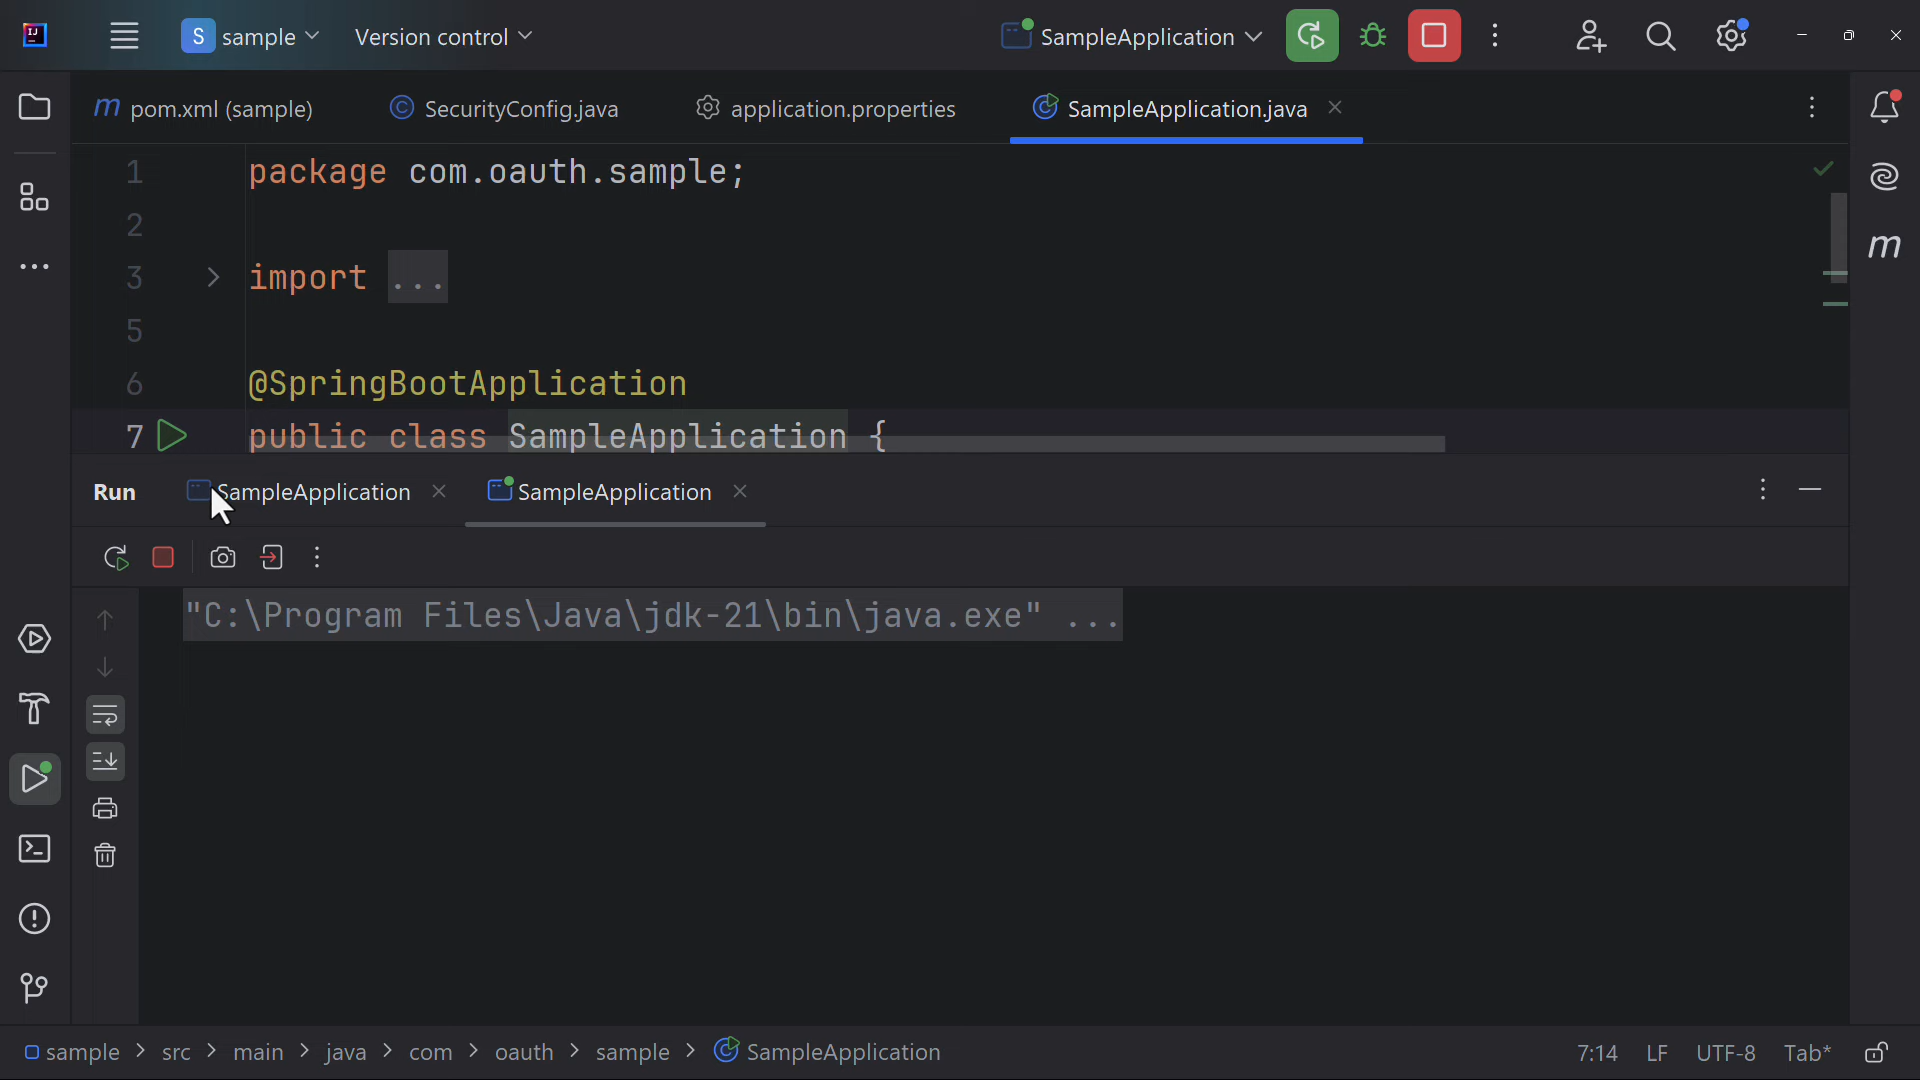 IJ S sample Version control SampleApplication
m pom.xml (sample) C SecurityConfig.java application.properties C SampleApplication.java
1 package com.oauth.sample;
2
3 import ...
5
6 @SpringBootApplication
7 public class SampleApplication {
Run SampleApplication SampleApplication
"C:\Program Files\Java\jdk-21\bin\java.exe" ...
m
sample > src > main > java > com > oauth > sample > C SampleApplication 7:14 LF UTF-8 Tab*